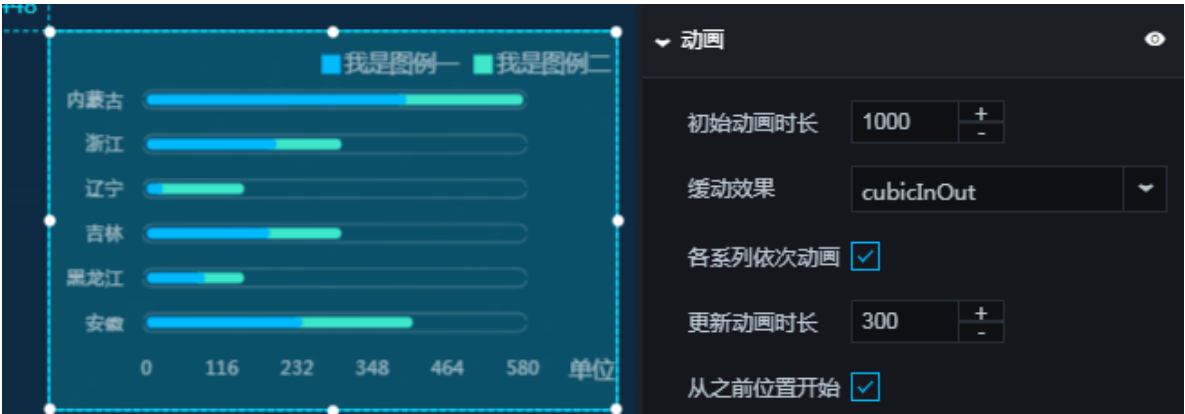 我是图例一 我是图例二
内蒙古
浙江
辽宁
吉林
黑龙江
安徽
0 116 232 348 464 580 单位
动画
初始动画时长 1000 + -
缓动效果 cubicInOut
各系列依次动画
更新动画时长 300 + -
从之前位置开始